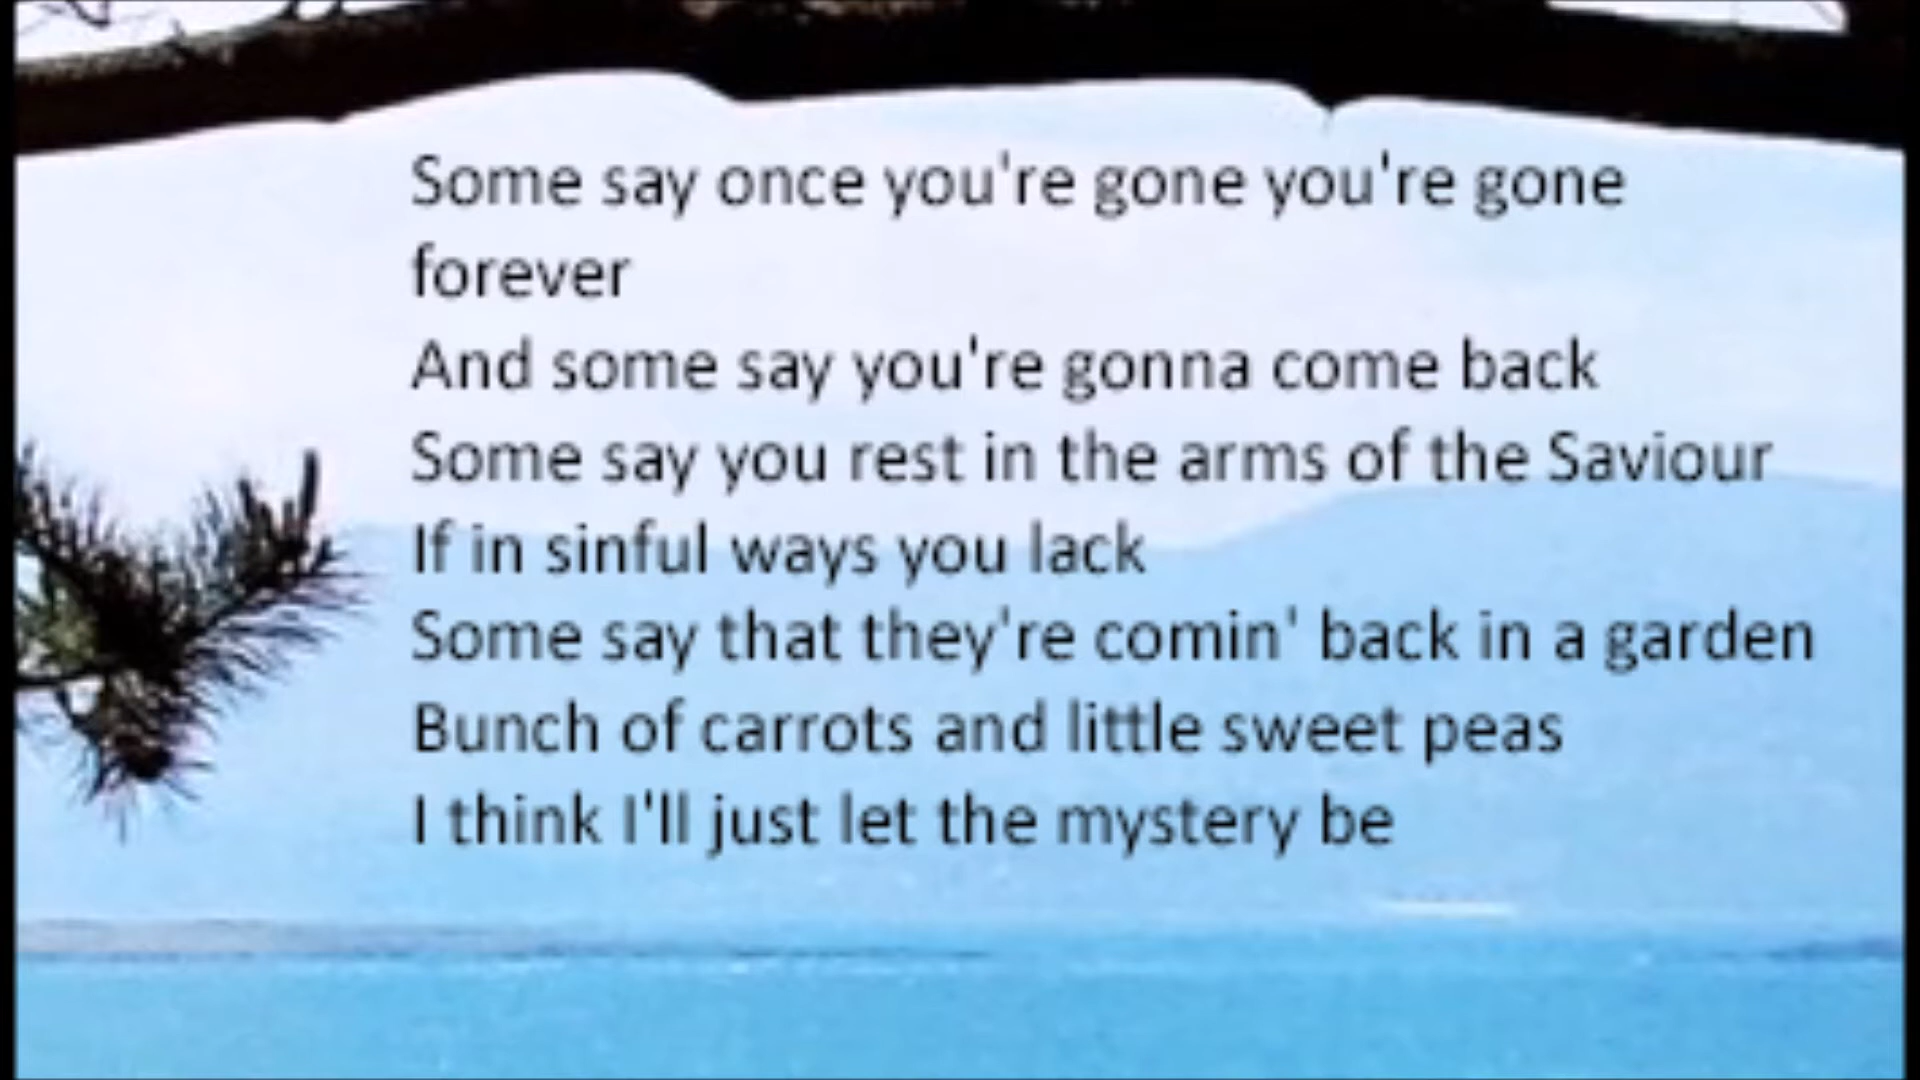 Some say once you're gone you're gone
forever
And some say you're gonna come back
Some say you rest in the arms of the Saviour
If in sinful ways you lack
Some say that they're comin' back in a garden
Bunch of carrots and little sweet peas
I think I'll just let the mystery be